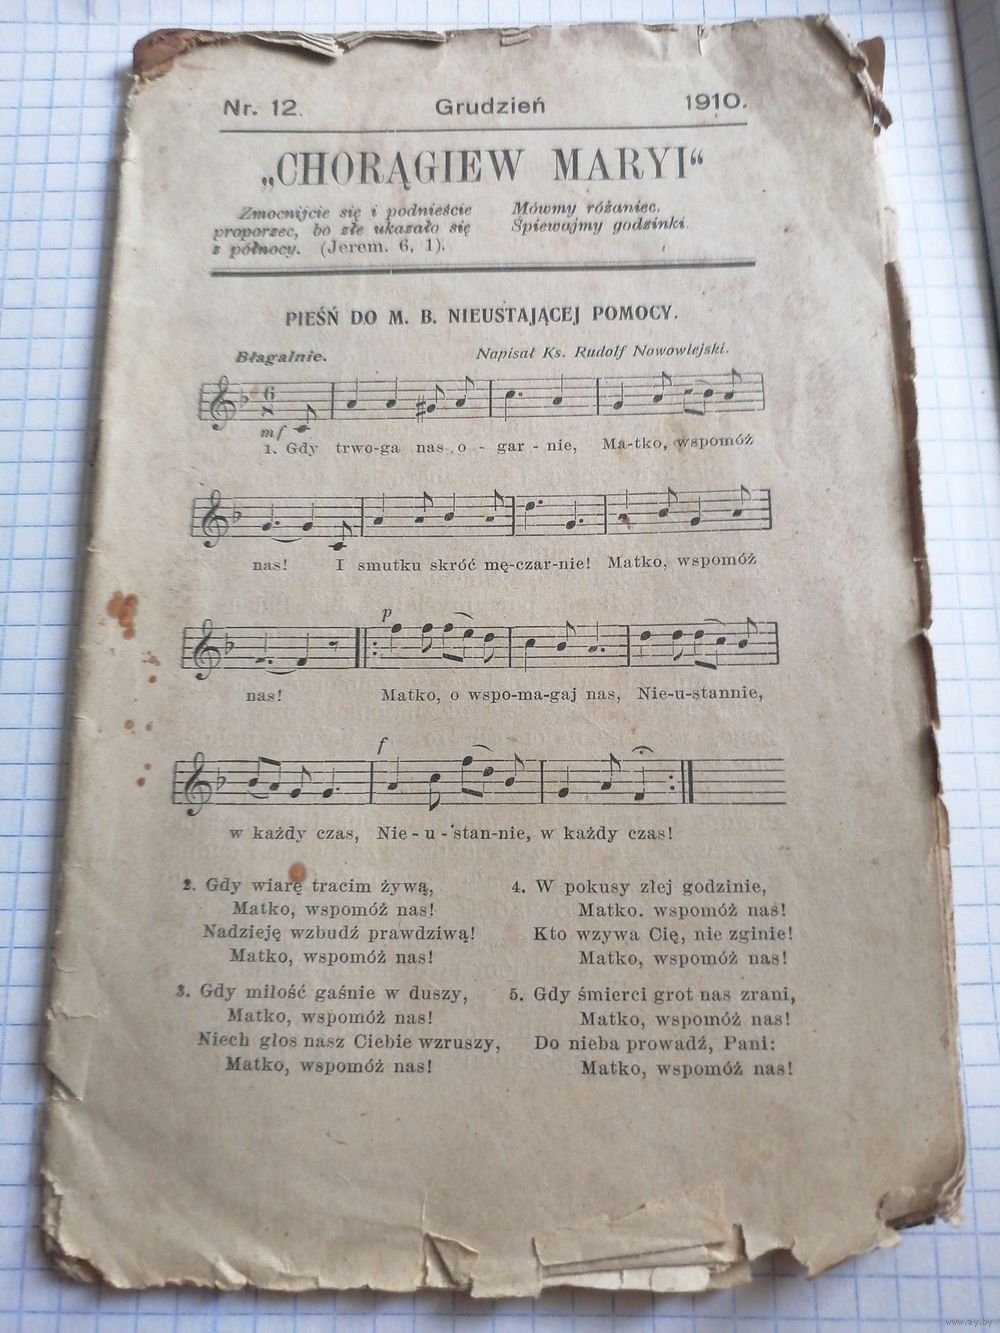 Nr. 12. Grudzień 1910.
„CHORĄGIEW MARYI“
Zmocnijcie się i podnieście
proporzec, bo złe ukazało się
z północy. (Jerem. 6, 1).
Mówmy różaniec.
Śpiewajmy godzinki.
PIEŚŃ DO M. B. NIEUSTAJĄCEJ POMOCY.
Błagalnie. Napisał Ks. Rudolf Nowowiejski.
6
8
mf
1. Gdy trwo-ga nas o - gar - nie, Ma-tko, wspomóż
nas! I smutku skróć mę-czar-nie! Matko, wspomóż
p
nas! Matko, o wspo-ma-gaj nas, Nie-u-stannie,
f
w każdy czas, Nie - u - stan-nie, w każdy czas!
2. Gdy wiarę tracim żywą,
Matko, wspomóż nas!
Nadzieję wzbudź prawdziwą!
Matko, wspomóż nas!
3. Gdy miłość gaśnie w duszy,
Matko, wspomóż nas!
Niech głos nasz Ciebie wzruszy,
Matko, wspomóż nas!
4. W pokusy złej godzinie,
Matko. wspomóż nas!
Kto wzywa Cię, nie zginie!
Matko, wspomóż nas!
5. Gdy śmierci grot nas zrani,
Matko, wspomóż nas!
Do nieba prowadź, Pani:
Matko, wspomóż nas!
www.ay.by